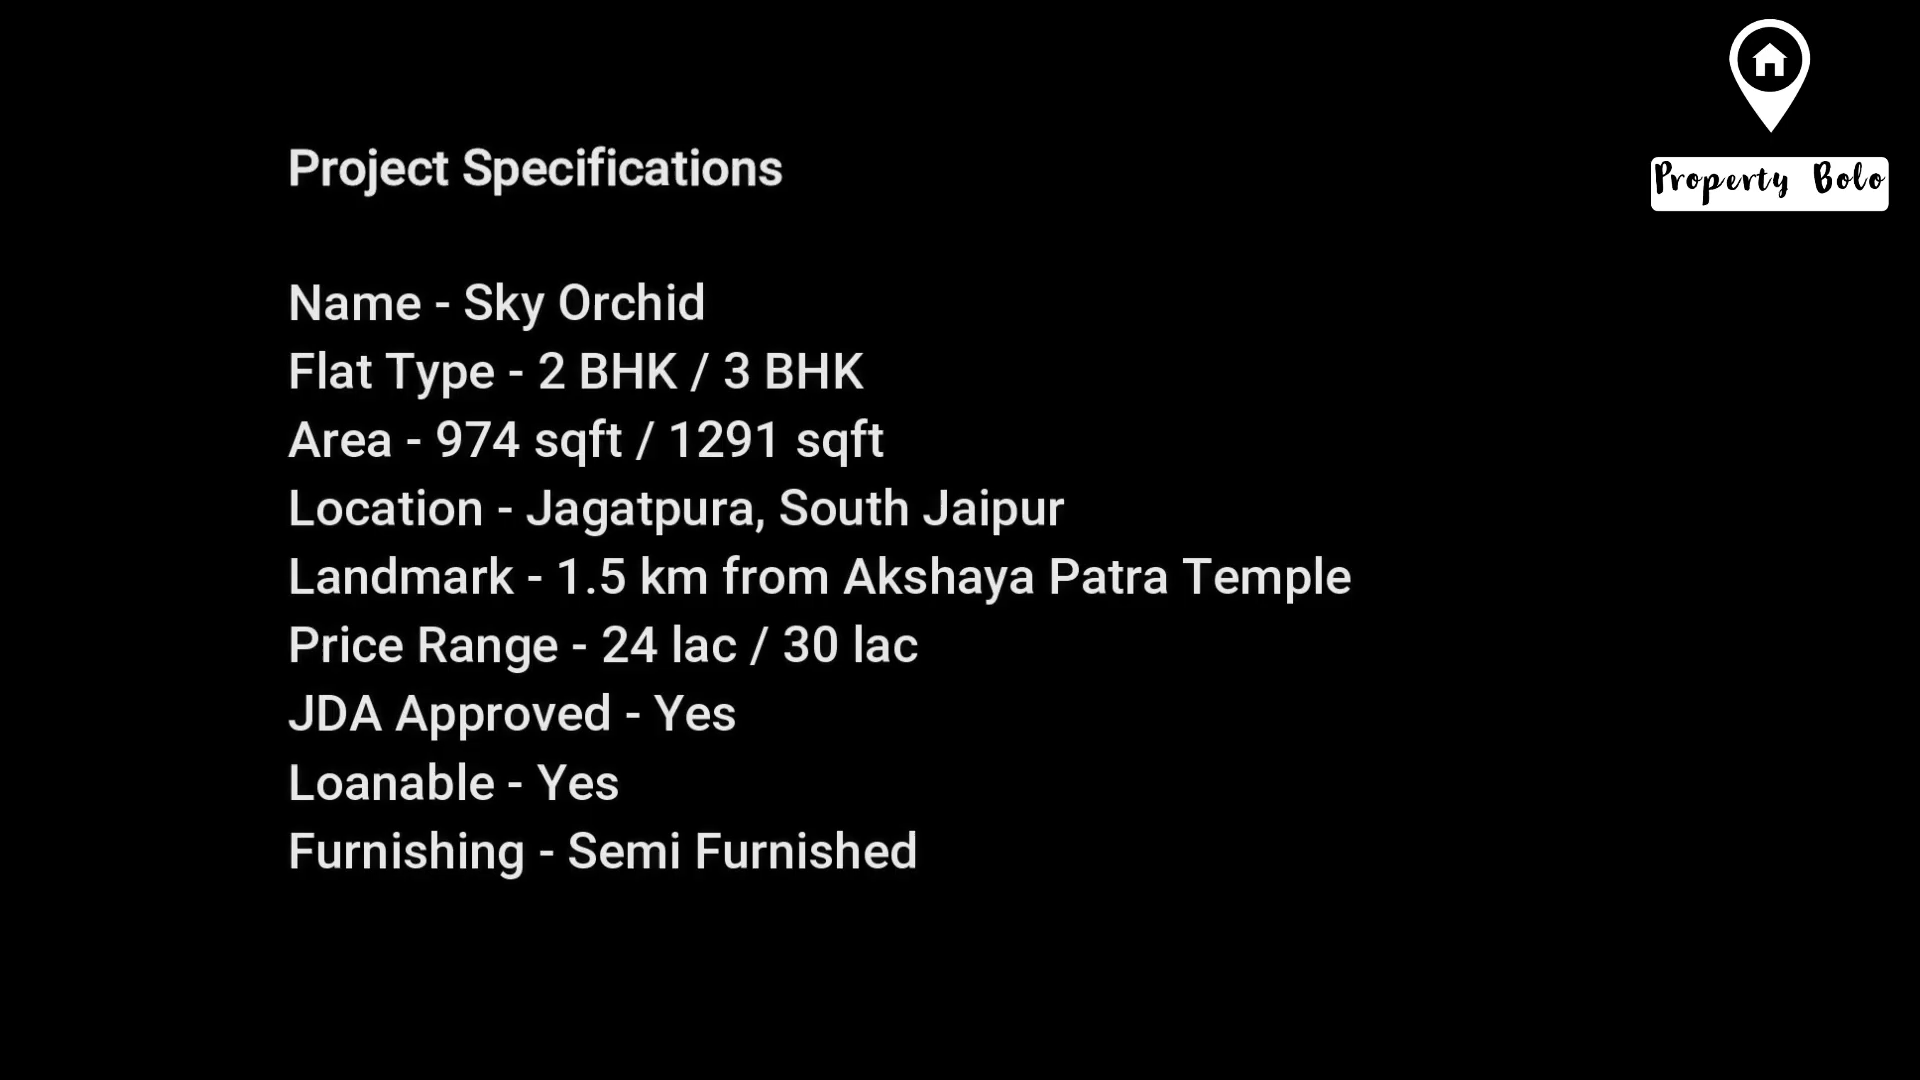 Property Bolo
Project Specifications
Name - Sky Orchid
Flat Type - 2 BHK / 3 BHK
Area - 974 sqft / 1291 sqft
Location - Jagatpura, South Jaipur
Landmark - 1.5 km from Akshaya Patra Temple
Price Range - 24 lac / 30 lac
JDA Approved - Yes
Loanable - Yes
Furnishing - Semi Furnished